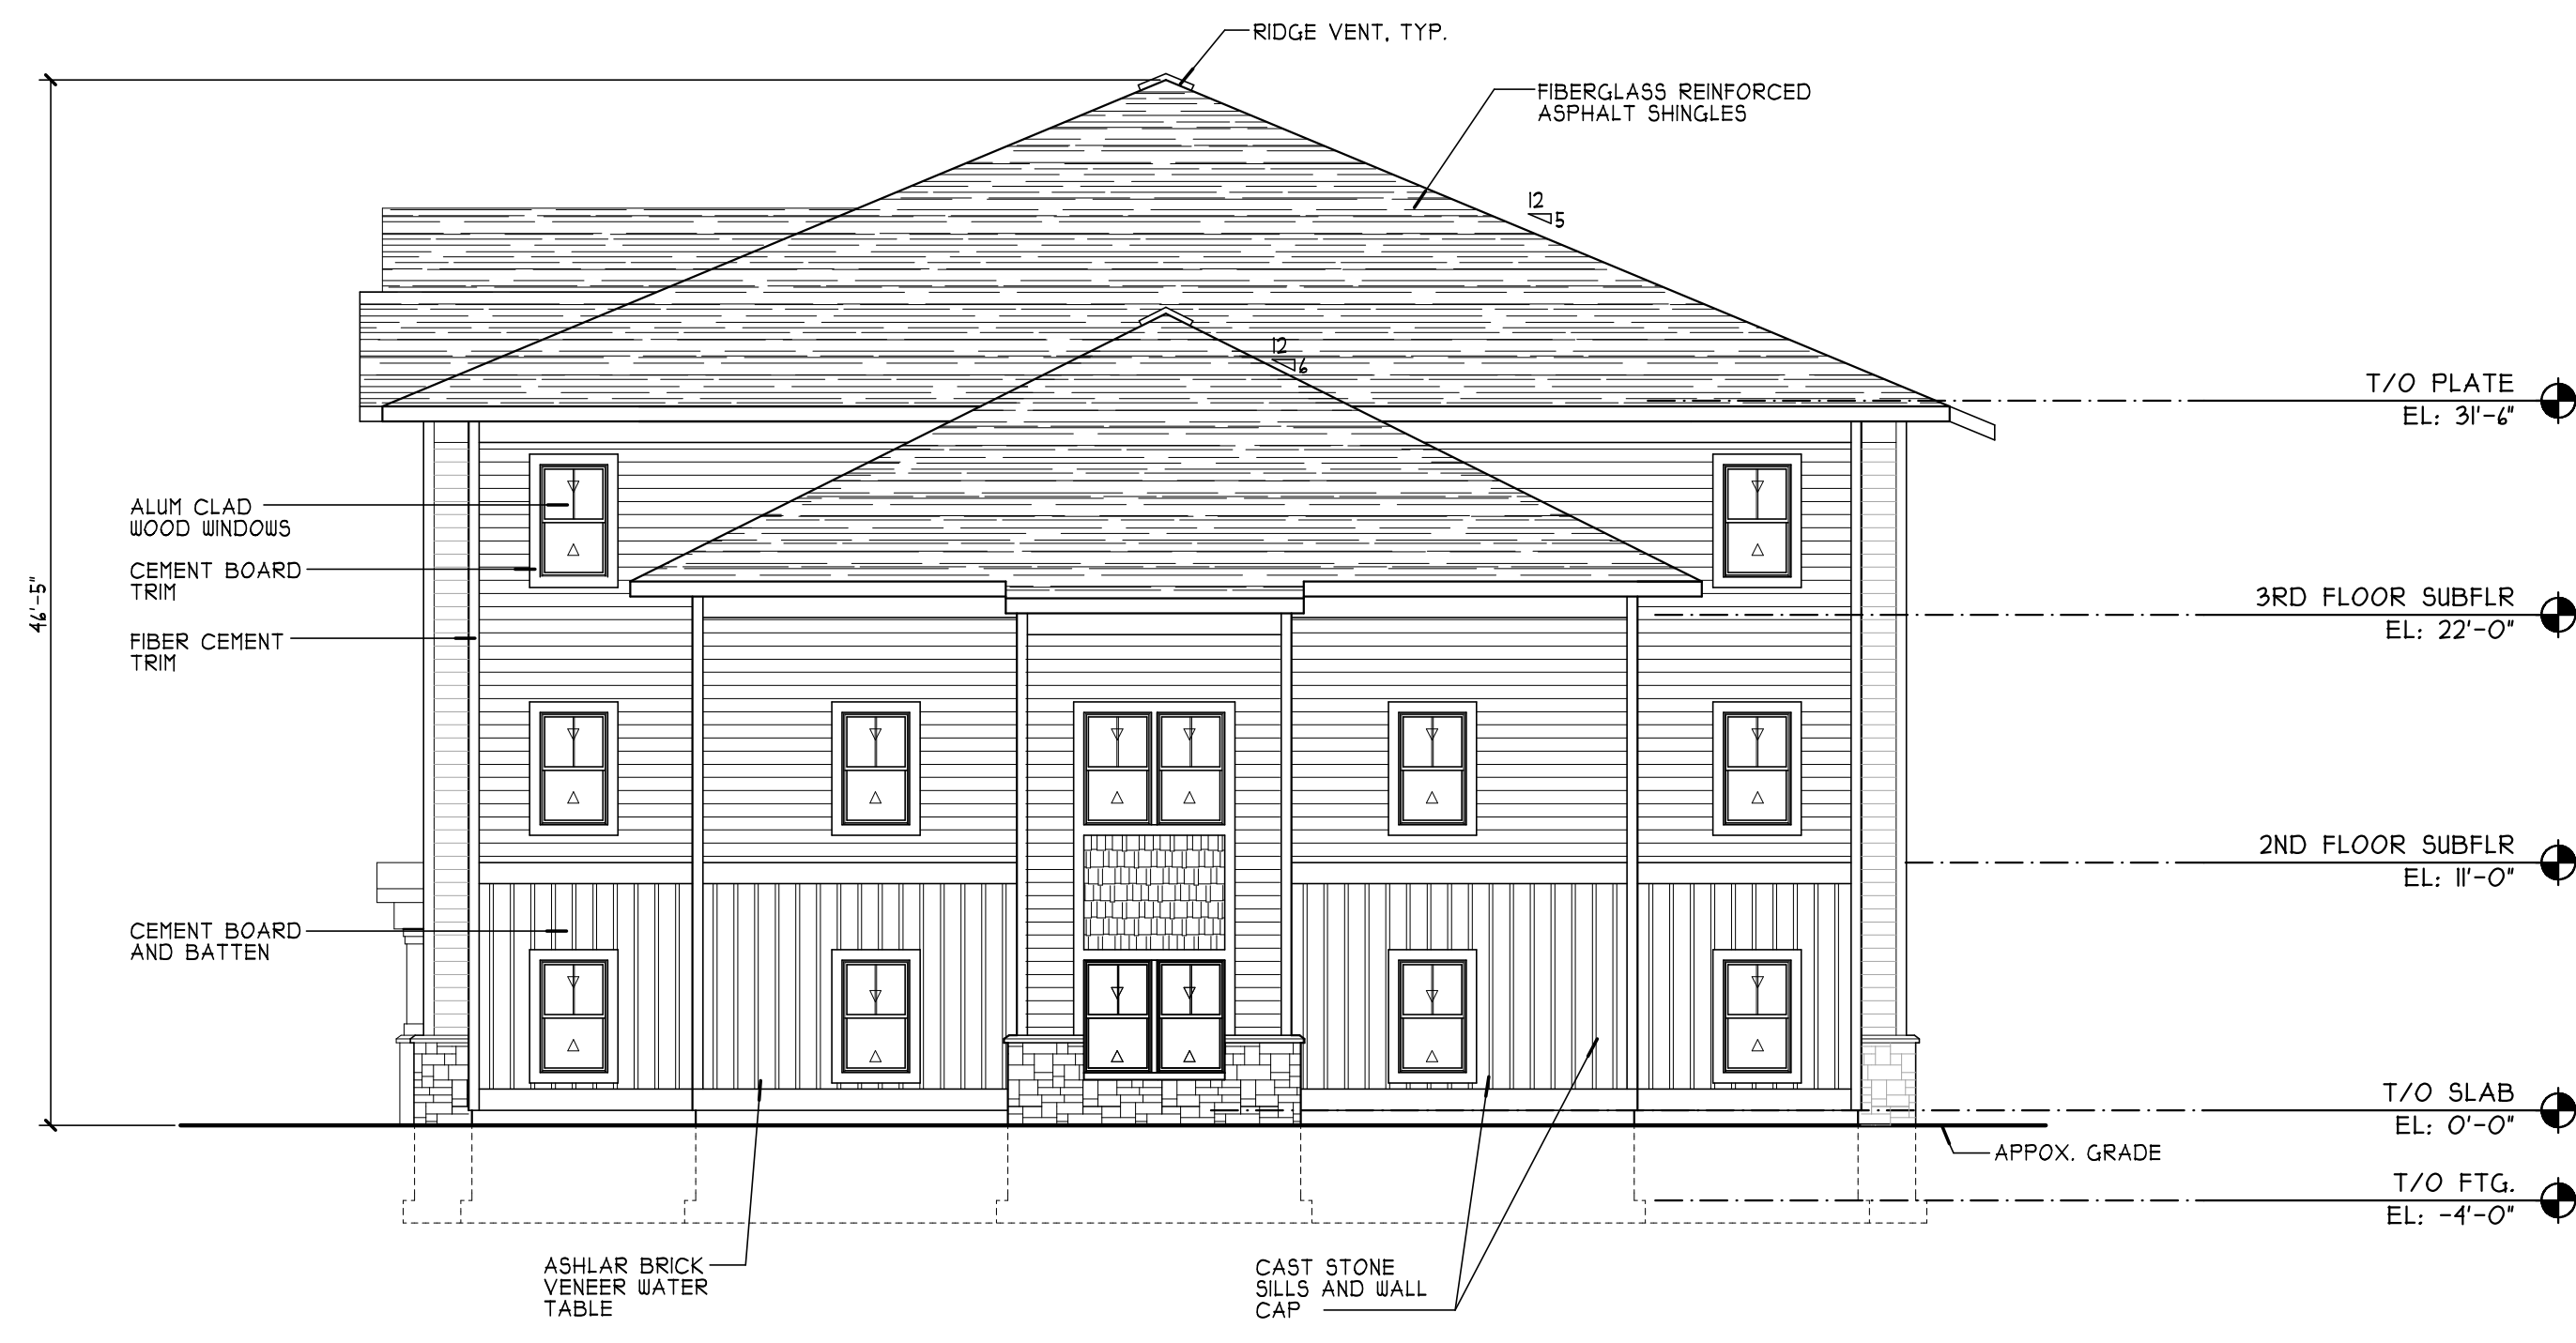 RIDGE VENT, TYP.
FIBERGLASS REINFORCED
ASPHALT SHINGLES
12
5
12
6
T/O PLATE
EL: 31'-6"
ALUM CLAD
WOOD WINDOWS
CEMENT BOARD
TRIM
46'-5"
3RD FLOOR SUBFLR
EL: 22'-0"
FIBER CEMENT
TRIM
2ND FLOOR SUBFLR
EL: 11'-0"
CEMENT BOARD
AND BATTEN
T/O SLAB
EL: 0'-0"
APPOX. GRADE
T/O FTG.
EL: -4'-0"
ASHLAR BRICK
VENEER WATER
TABLE
CAST STONE
SILLS AND WALL
CAP